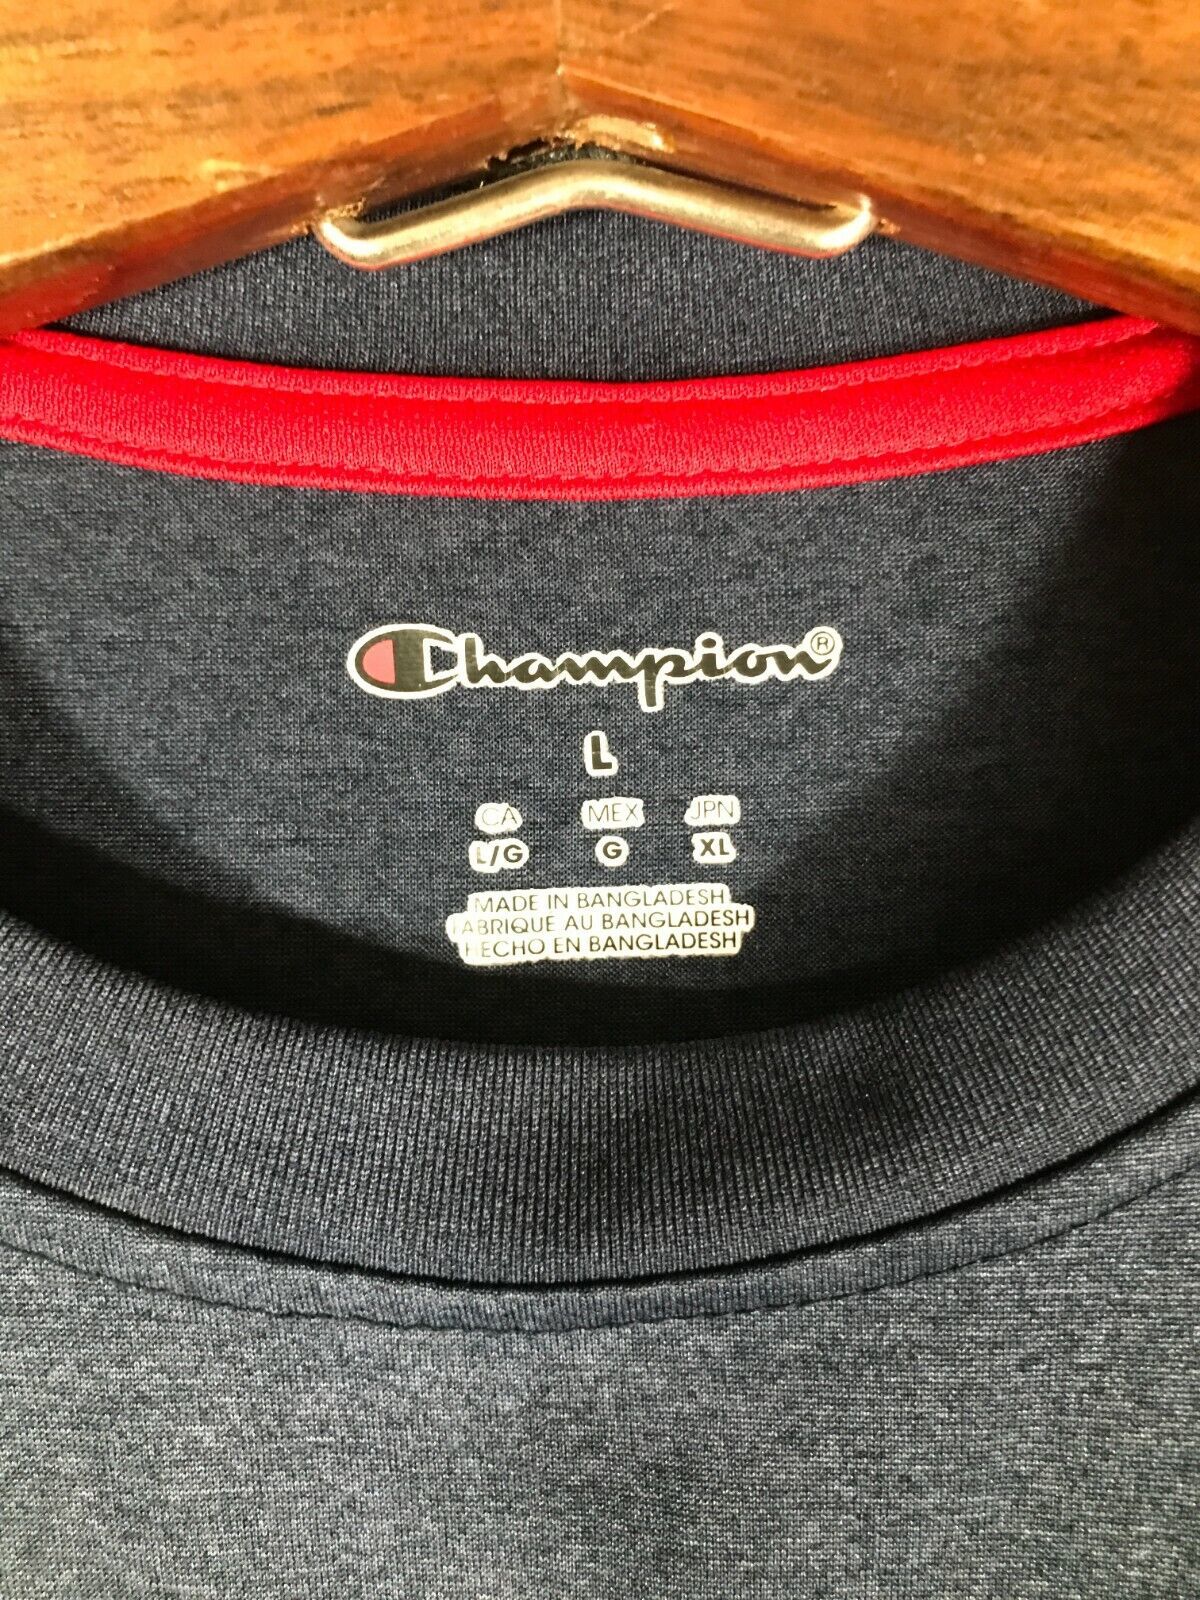 Champion®
L
CA MEX JPN
L/G G XL
MADE IN BANGLADESH
FABRIQUE AU BANGLADESH
HECHO EN BANGLADESH